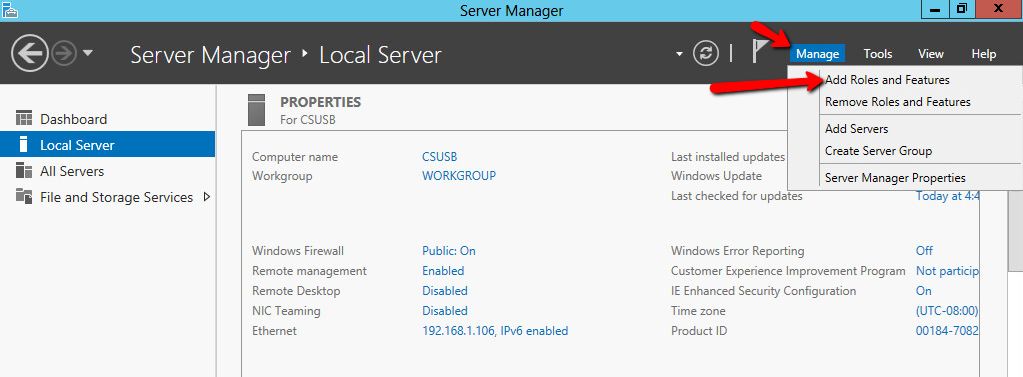 Server Manager
Server Manager ▸ Local Server
Manage Tools View Help
Add Roles and Features
Remove Roles and Features
Add Servers
Create Server Group
Server Manager Properties
Dashboard
Local Server
All Servers
File and Storage Services
PROPERTIES
For CSUSB
Computer name CSUSB Last installed updates
Workgroup WORKGROUP Windows Update
Last checked for updates Today at 4:4
Windows Firewall Public: On Windows Error Reporting Off
Remote management Enabled Customer Experience Improvement Program Not particip
Remote Desktop Disabled IE Enhanced Security Configuration On
NIC Teaming Disabled Time zone (UTC-08:00)
Ethernet 192.168.1.106, IPv6 enabled Product ID 00184-7082